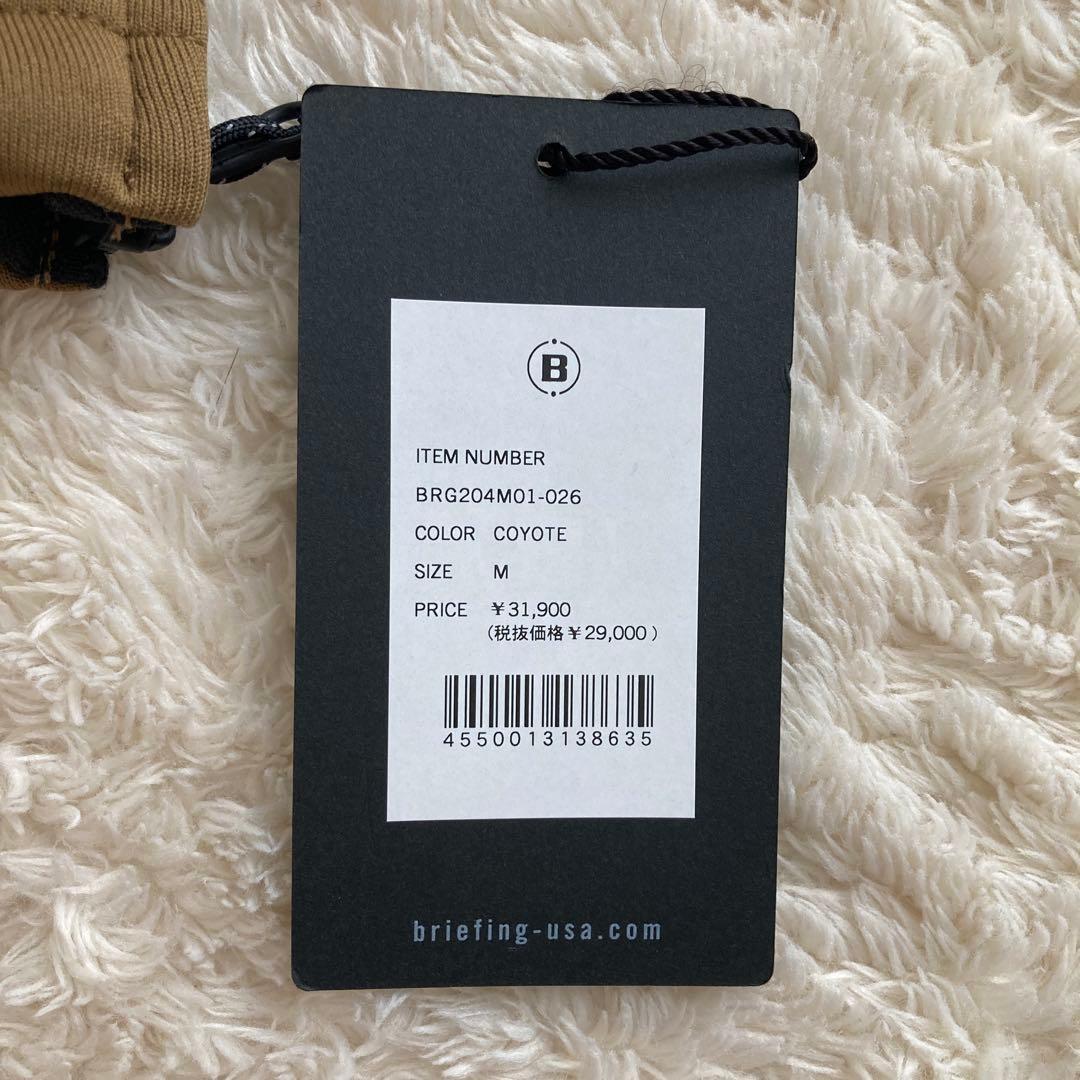 B
ITEM NUMBER
BRG204M01-026
COLOR COYOTE
SIZE M
PRICE ￥31,900
(税抜価格￥29,000)
4550013138635
briefing-usa.com